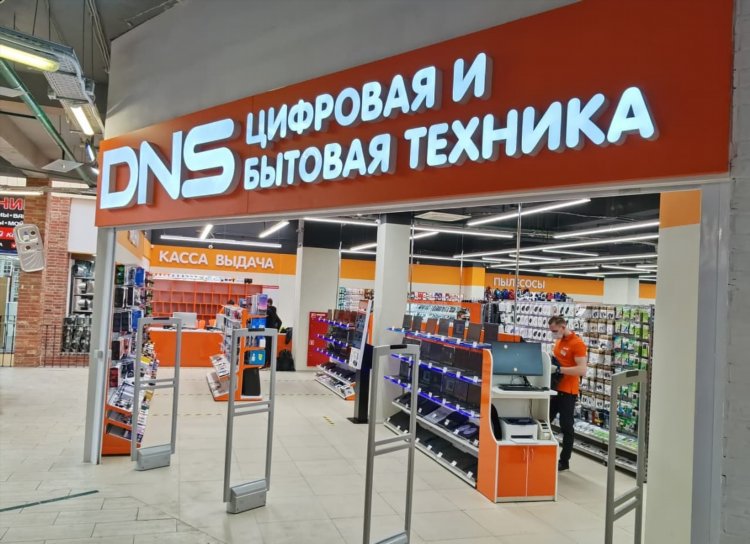 DNS ЦИФРОВАЯ И
БЫТОВАЯ ТЕХНИКА
КАССА ВЫДАЧА
ПЫЛЕСОСЫ